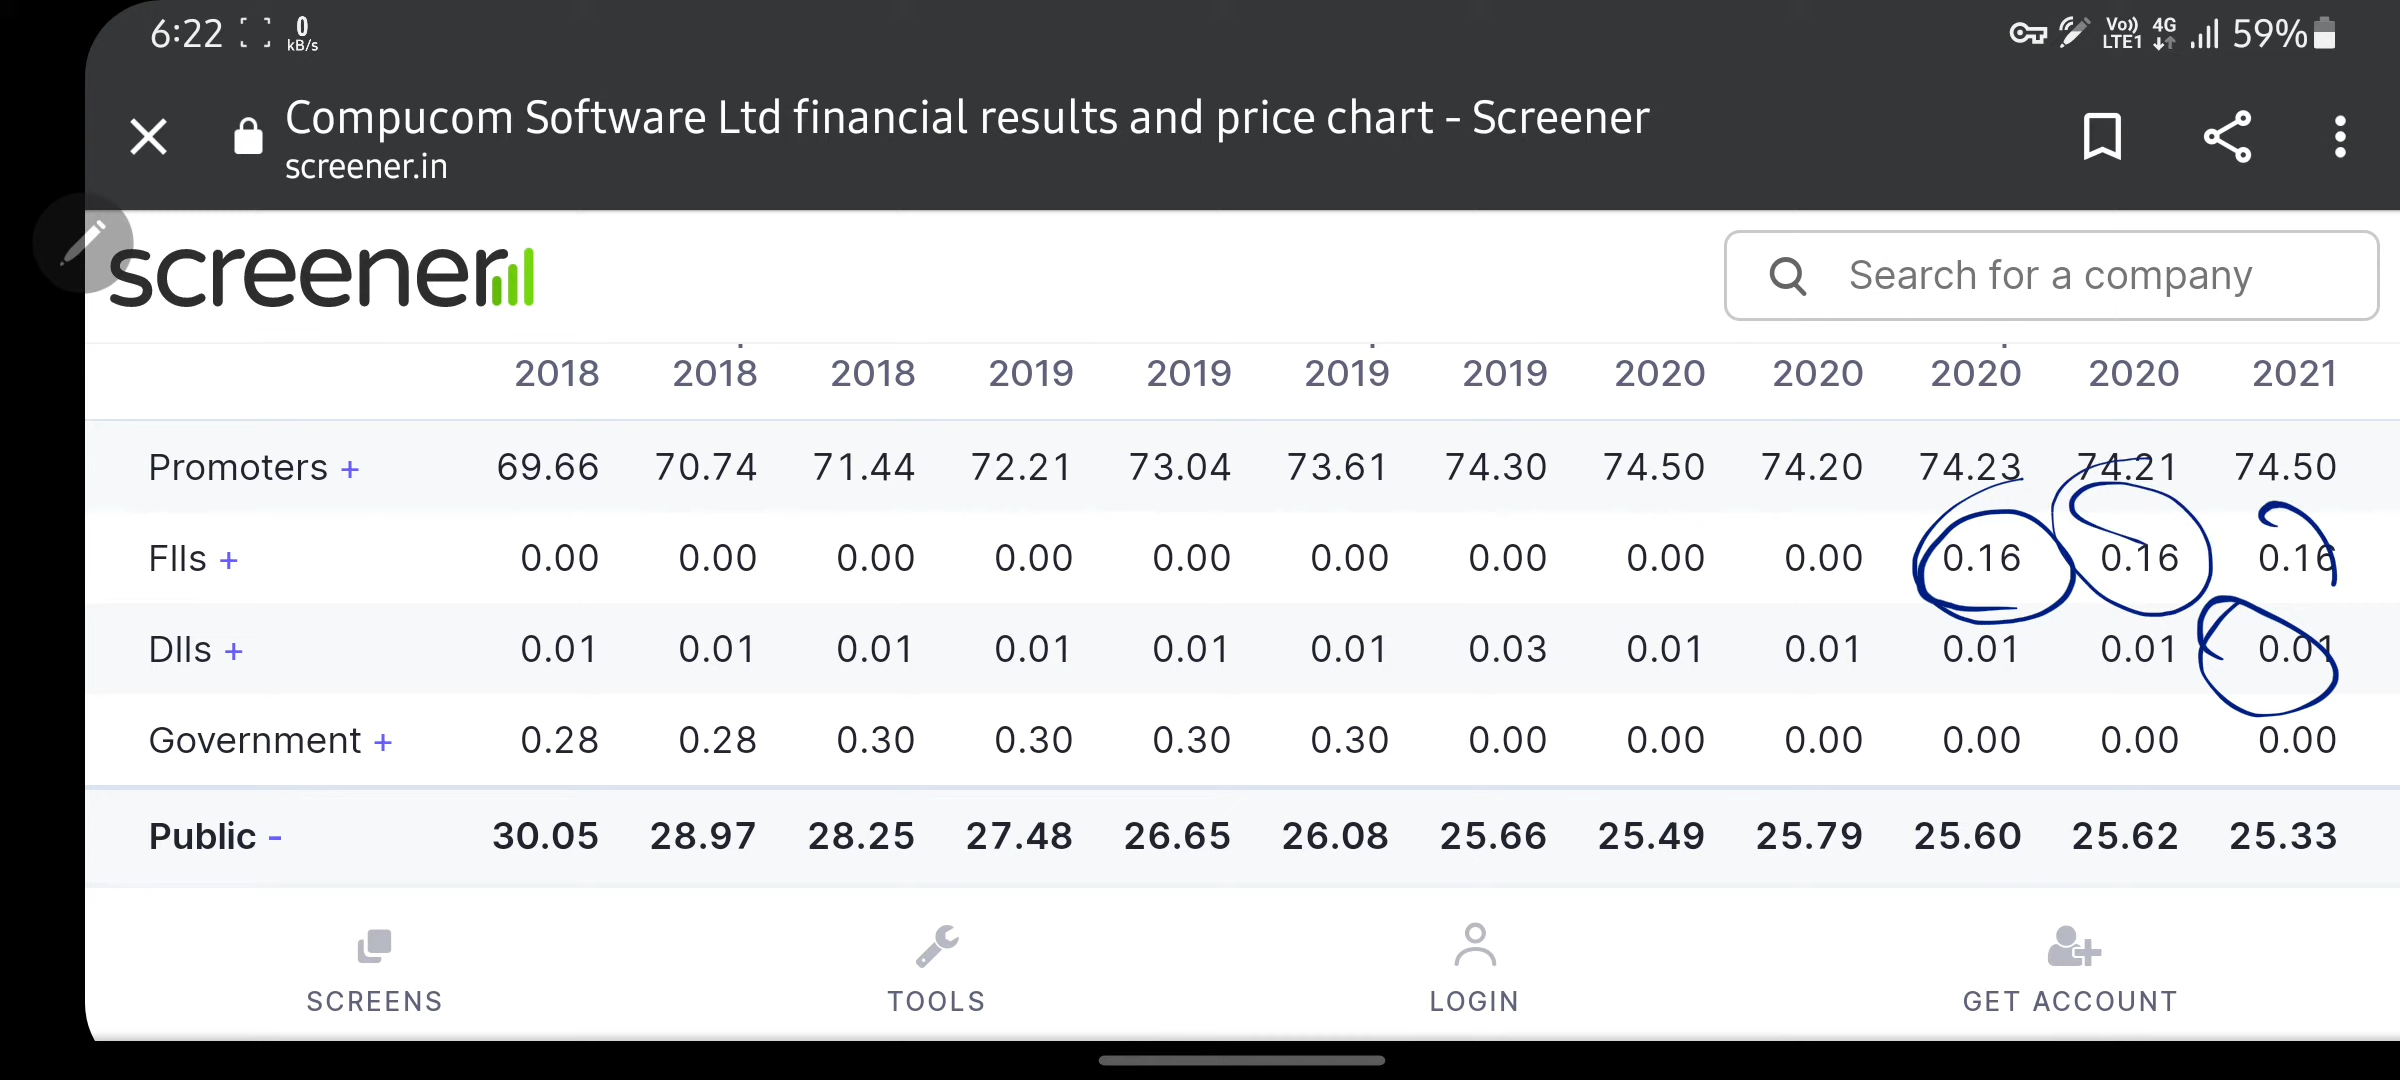 6:22 0 kB/s Vo)) LTE1 4G 59%
Compucom Software Ltd financial results and price chart - Screener
screener.in
screener Search for a company
2018 2018 2018 2019 2019 2019 2019 2020 2020 2020 2020 2021
Promoters + 69.66 70.74 71.44 72.21 73.04 73.61 74.30 74.50 74.20 74.23 74.21 74.50
FIIs + 0.00 0.00 0.00 0.00 0.00 0.00 0.00 0.00 0.00 0.16 0.16 0.16
DIIs + 0.01 0.01 0.01 0.01 0.01 0.01 0.03 0.01 0.01 0.01 0.01 0.01
Government + 0.28 0.28 0.30 0.30 0.30 0.30 0.00 0.00 0.00 0.00 0.00 0.00
Public - 30.05 28.97 28.25 27.48 26.65 26.08 25.66 25.49 25.79 25.60 25.62 25.33
SCREENS TOOLS LOGIN GET ACCOUNT